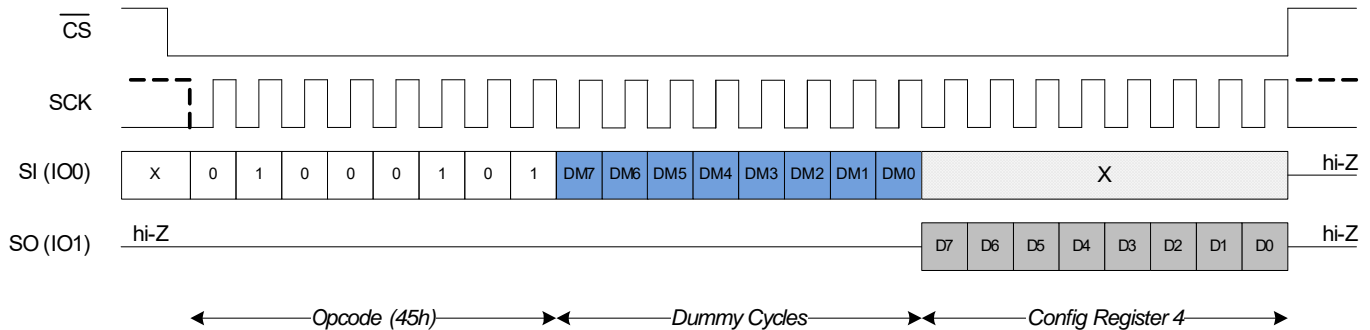 CS
SCK
SI (IO0) X 0 1 0 0 0 1 0 1 DM7 DM6 DM5 DM4 DM3 DM2 DM1 DM0 X hi-Z
SO (IO1) hi-Z D7 D6 D5 D4 D3 D2 D1 D0 hi-Z
Opcode (45h) Dummy Cycles Config Register 4